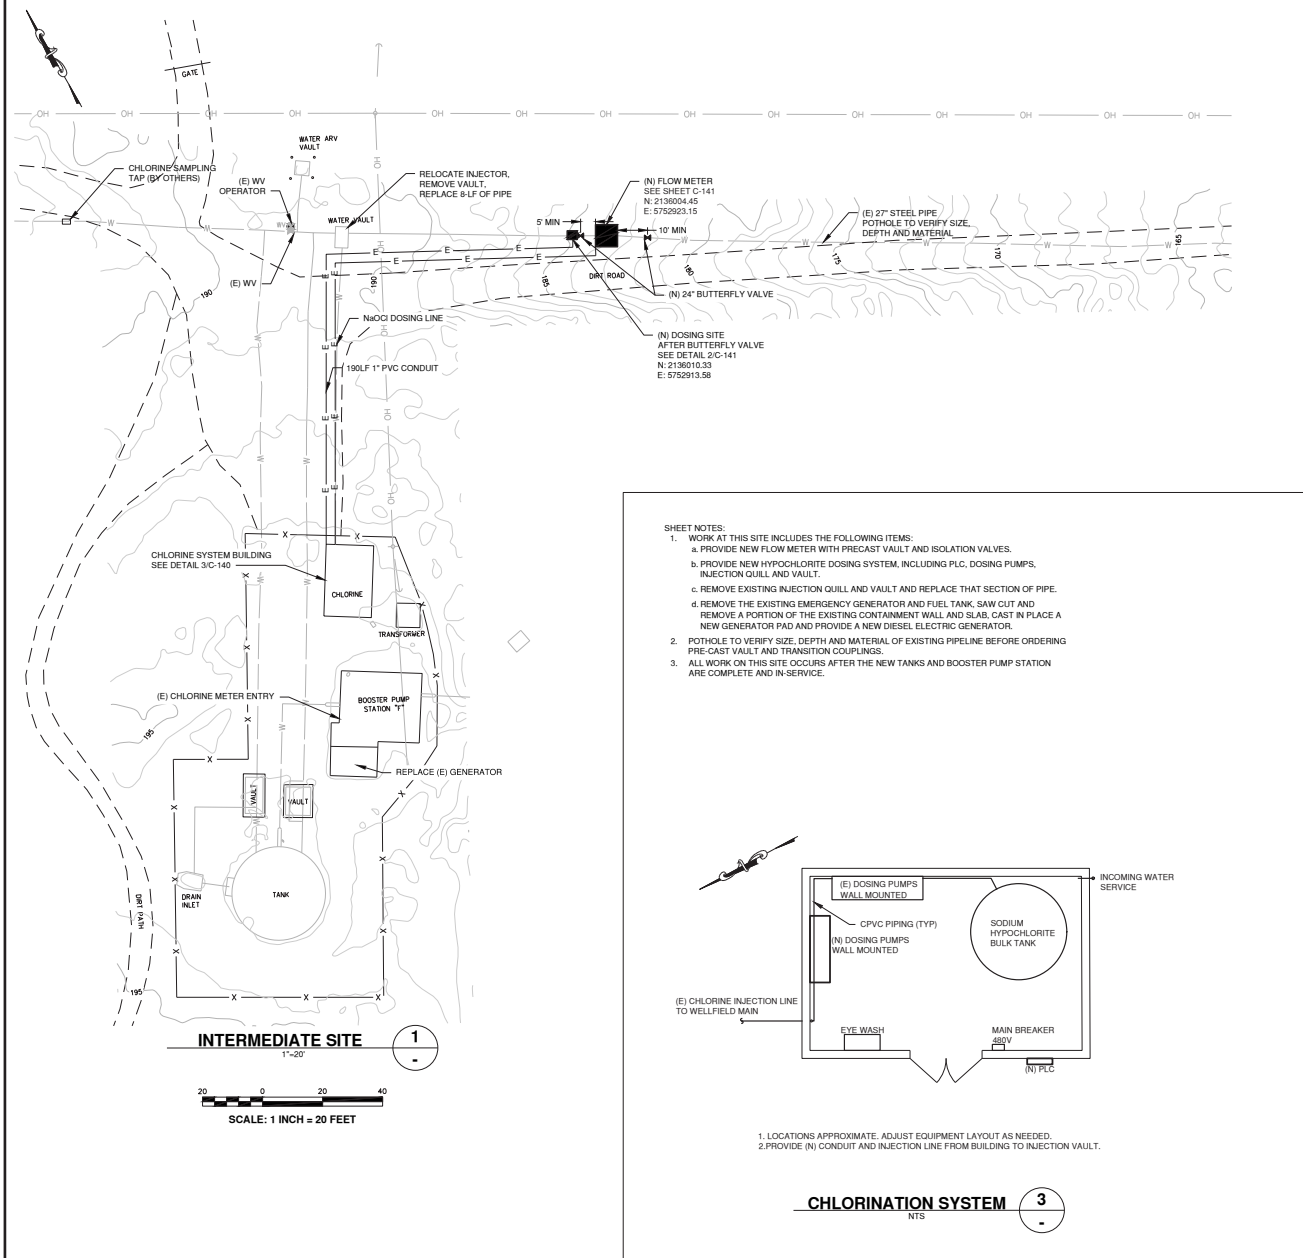 GATE
OH OH OH OH OH OH OH OH OH OH OH OH OH OH
WATER ARV
VAULT
CHLORINE SAMPLING
TAP (BY OTHERS)
(E) WV
OPERATOR
RELOCATE INJECTOR,
REMOVE VAULT,
REPLACE 8-LF OF PIPE
(N) FLOW METER
SEE SHEET C-141
N: 2136004.45
E: 5752923.15
WATER VAULT
5' MIN
10' MIN
(E) 27" STEEL PIPE
POTHOLE TO VERIFY SIZE,
DEPTH AND MATERIAL
WV
(E) WV
190
190
185
DIRT ROAD
180
175
170
165
(N) 24" BUTTERFLY VALVE
NaOCl DOSING LINE
(N) DOSING SITE
AFTER BUTTERFLY VALVE
SEE DETAIL 2/C-141
N: 2136010.33
E: 5752913.58
190LF 1" PVC CONDUIT
CHLORINE SYSTEM BUILDING
SEE DETAIL 3/C-140
CHLORINE
TRANSFORMER
(E) CHLORINE METER ENTRY
BOOSTER PUMP
STATION "F"
195
REPLACE (E) GENERATOR
VAULT
VAULT
TANK
DRAIN
INLET
DIRT PATH
195
INTERMEDIATE SITE
1"=20'
1
-
20 0 20 40
SCALE: 1 INCH = 20 FEET
SHEET NOTES:
1. WORK AT THIS SITE INCLUDES THE FOLLOWING ITEMS:
a. PROVIDE NEW FLOW METER WITH PRECAST VAULT AND ISOLATION VALVES.
b. PROVIDE NEW HYPOCHLORITE DOSING SYSTEM, INCLUDING PLC, DOSING PUMPS,
INJECTION QUILL AND VAULT.
c. REMOVE EXISTING INJECTION QUILL AND VAULT AND REPLACE THAT SECTION OF PIPE.
d. REMOVE THE EXISTING EMERGENCY GENERATOR AND FUEL TANK, SAW CUT AND
REMOVE A PORTION OF THE EXISTING CONTAINMENT WALL AND SLAB, CAST IN PLACE A
NEW GENERATOR PAD AND PROVIDE A NEW DIESEL ELECTRIC GENERATOR.
2. POTHOLE TO VERIFY SIZE, DEPTH AND MATERIAL OF EXISTING PIPELINE BEFORE ORDERING
PRE-CAST VAULT AND TRANSITION COUPLINGS.
3. ALL WORK ON THIS SITE OCCURS AFTER THE NEW TANKS AND BOOSTER PUMP STATION
ARE COMPLETE AND IN-SERVICE.
(E) DOSING PUMPS
WALL MOUNTED
INCOMING WATER
SERVICE
CPVC PIPING (TYP)
(N) DOSING PUMPS
WALL MOUNTED
SODIUM
HYPOCHLORITE
BULK TANK
(E) CHLORINE INJECTION LINE
TO WELLFIELD MAIN
EYE WASH
MAIN BREAKER
480V
(N) PLC
1. LOCATIONS APPROXIMATE. ADJUST EQUIPMENT LAYOUT AS NEEDED.
2.PROVIDE (N) CONDUIT AND INJECTION LINE FROM BUILDING TO INJECTION VAULT.
CHLORINATION SYSTEM
NTS
3
-